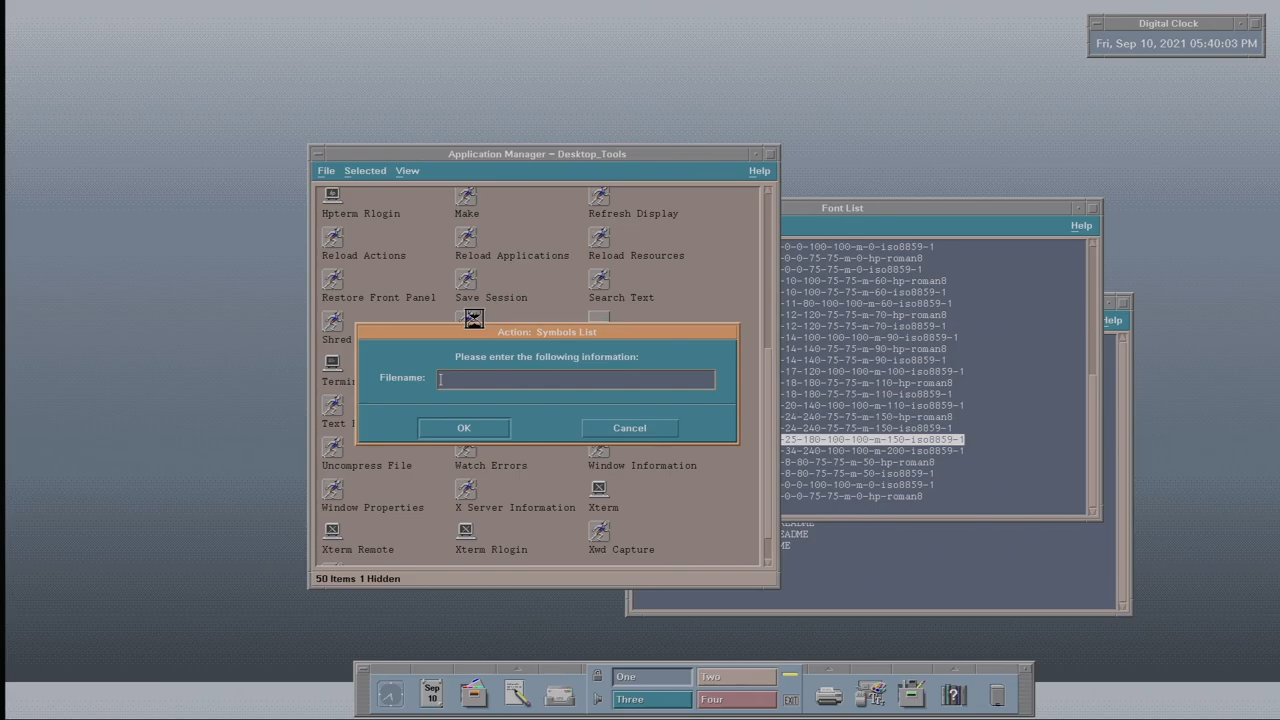 Digital Clock
Fri, Sep 10, 2021 05:40:03 PM
Application Manager – Desktop_Tools
File Selected View Help
Hpterm Rlogin Make Refresh Display
Reload Actions Reload Applications Reload Resources
Restore Front Panel Save Session Search Text
Shred
Termin
Text
Uncompress File Watch Errors Window Information
Window Properties X Server Information Xterm
Xterm Remote Xterm Rlogin Xwd Capture
50 Items 1 Hidden
Action: Symbols List
Please enter the following information:
Filename:
OK Cancel
Font List
Help
-0-0-100-100-m-0-iso8859-1
-0-0-75-75-m-0-hp-roman8
-0-0-75-75-m-0-iso8859-1
-10-100-75-75-m-60-hp-roman8
-10-100-75-75-m-60-iso8859-1
-11-80-100-100-m-60-iso8859-1
-12-120-75-75-m-70-hp-roman8
-12-120-75-75-m-70-iso8859-1
-14-100-100-100-m-90-iso8859-1
-14-140-75-75-m-90-hp-roman8
-14-140-75-75-m-90-iso8859-1
-17-120-100-100-m-100-iso8859-1
-18-180-75-75-m-110-hp-roman8
-18-180-75-75-m-110-iso8859-1
-20-140-100-100-m-110-iso8859-1
-24-240-75-75-m-150-hp-roman8
-24-240-75-75-m-150-iso8859-1
-25-180-100-100-m-150-iso8859-1
-34-240-100-100-m-200-iso8859-1
-8-80-75-75-m-50-hp-roman8
-8-80-75-75-m-50-iso8859-1
-0-0-100-100-m-0-iso8859-1
-0-0-75-75-m-0-hp-roman8
Help
README
EADME
ME
Sep
10
One Two
Three Four
EXIT